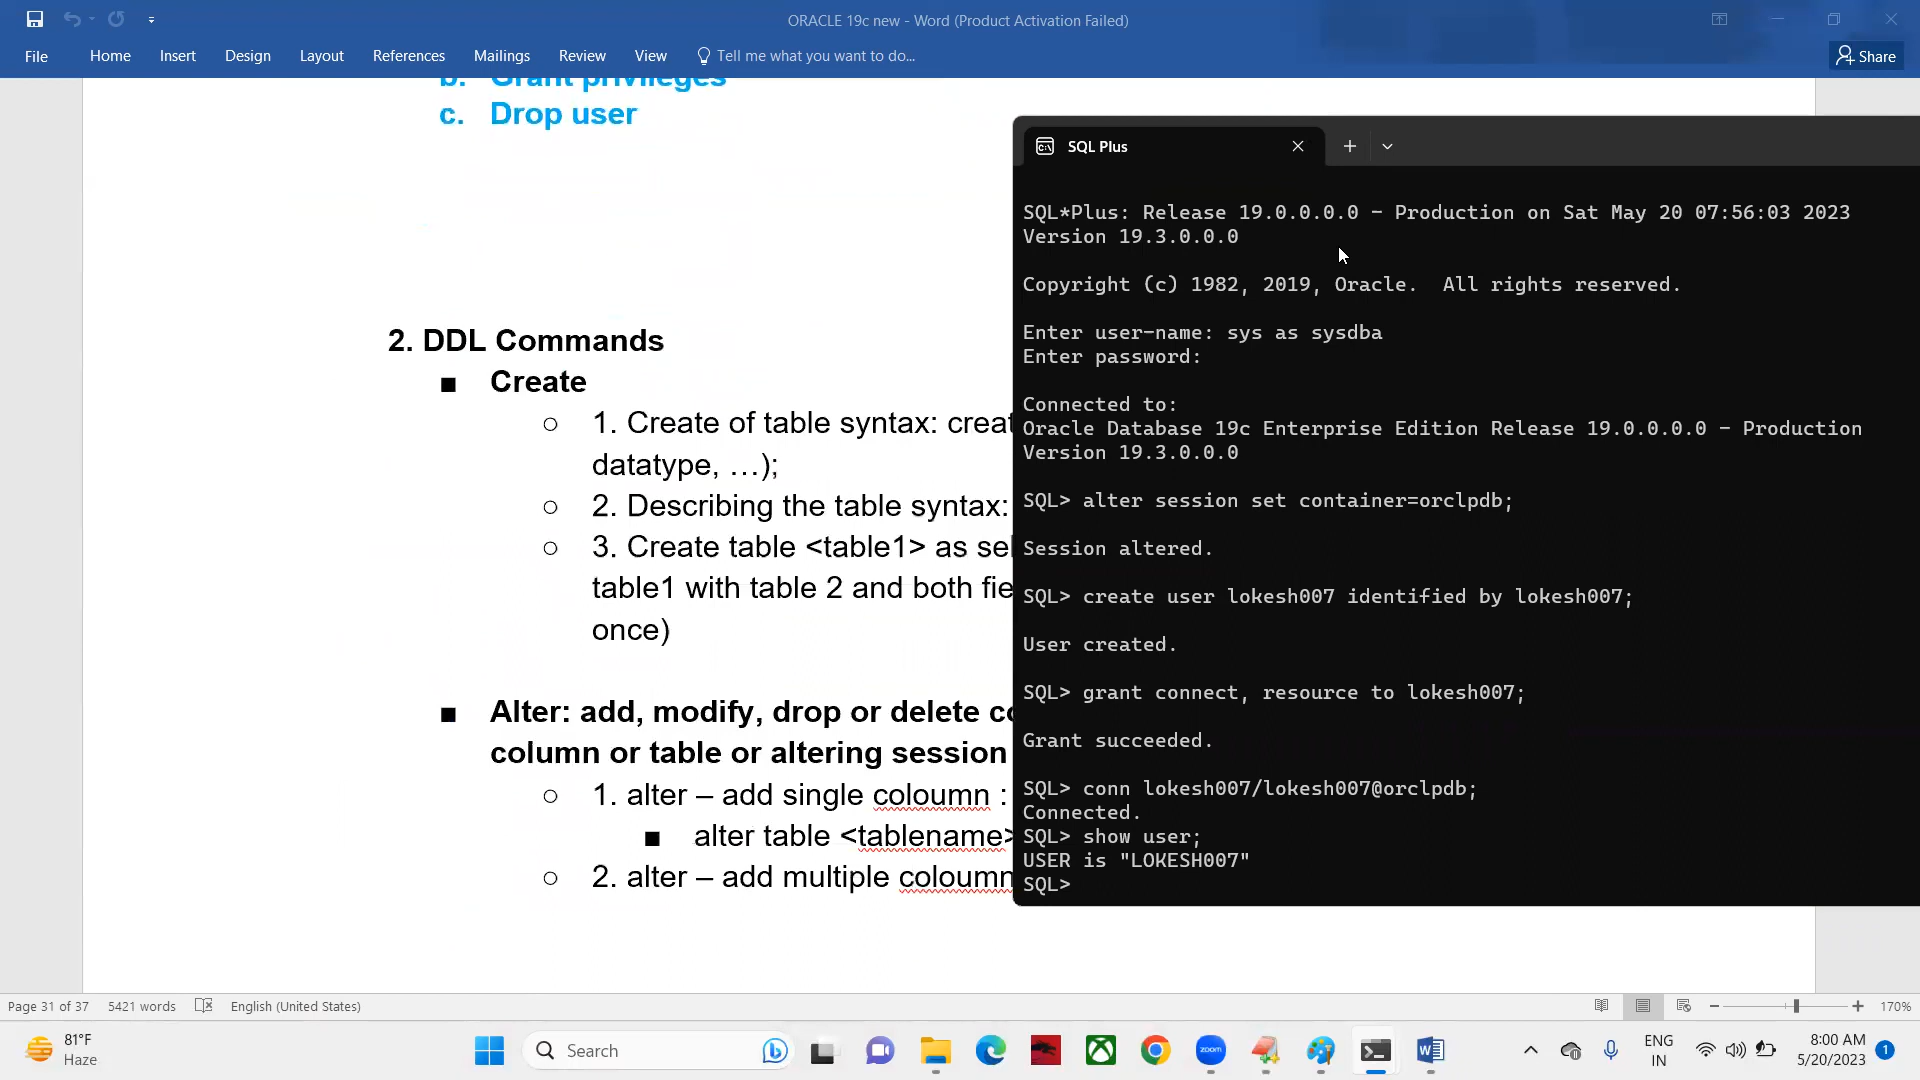 ORACLE 19c new - Word (Product Activation Failed)
File Home Insert Design Layout References Mailings Review View Tell me what you want to do... Share
b. Grant privileges
c. Drop user
2. DDL Commands
■ Create
○ 1. Create of table syntax: creat
datatype, …);
○ 2. Describing the table syntax:
○ 3. Create table <table1> as sel
table1 with table 2 and both fie
once)
■ Alter: add, modify, drop or delete co
column or table or altering session
○ 1. alter – add single coloumn :
■ alter table <tablename>
○ 2. alter – add multiple coloumn
SQL Plus
SQL*Plus: Release 19.0.0.0.0 - Production on Sat May 20 07:56:03 2023
Version 19.3.0.0.0
Copyright (c) 1982, 2019, Oracle.  All rights reserved.
Enter user-name: sys as sysdba
Enter password:
Connected to:
Oracle Database 19c Enterprise Edition Release 19.0.0.0.0 - Production
Version 19.3.0.0.0
SQL> alter session set container=orclpdb;
Session altered.
SQL> create user lokesh007 identified by lokesh007;
User created.
SQL> grant connect, resource to lokesh007;
Grant succeeded.
SQL> conn lokesh007/lokesh007@orclpdb;
Connected.
SQL> show user;
USER is "LOKESH007"
SQL>
Page 31 of 37 5421 words English (United States) 170%
81°F
Haze
Search
zoom
ENG
IN
8:00 AM
5/20/2023
1